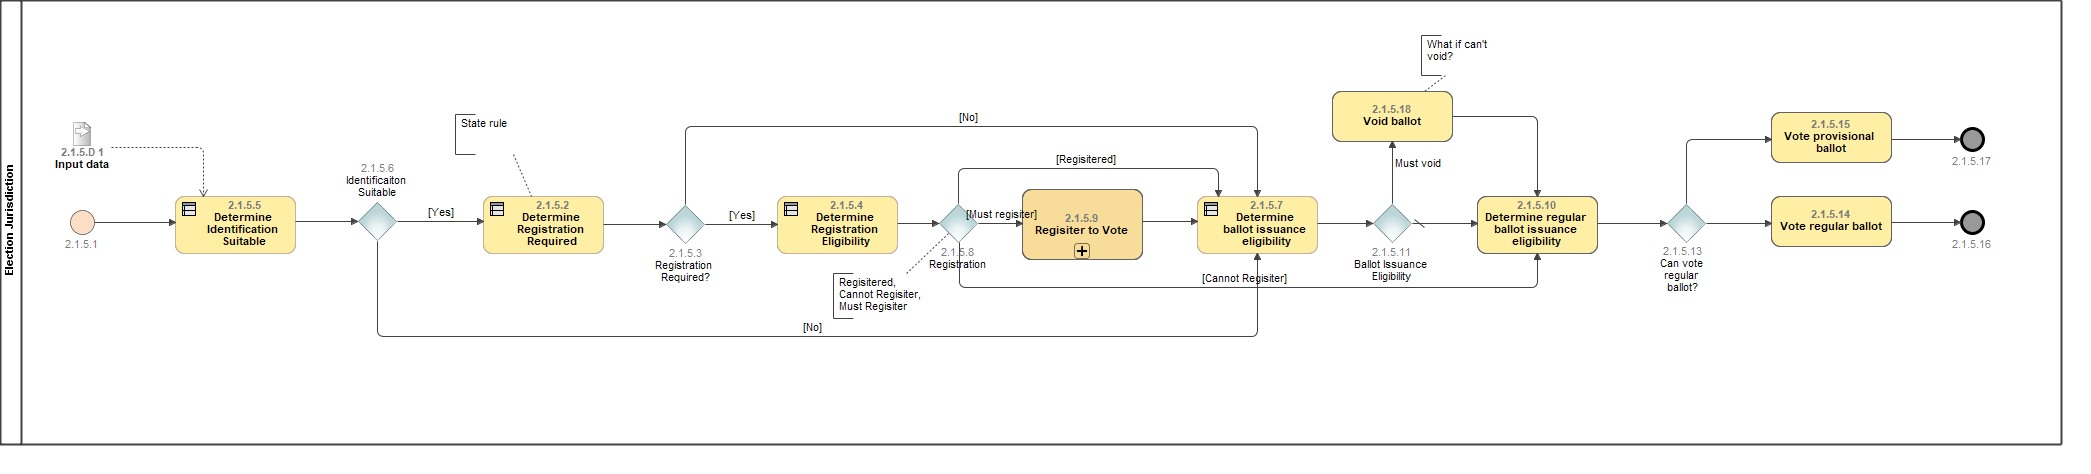 Election Jurisdiction
2.1.5.D 1
Input data
2.1.5.1
2.1.5.5
Determine
Identification
Suitable
2.1.5.6
Identificaiton
Suitable
[Yes]
[No]
State rule
2.1.5.2
Determine
Registration
Required
2.1.5.3
Registration
Required?
[Yes]
[No]
2.1.5.4
Determine
Registration
Eligibility
2.1.5.8
Registration
Regisitered,
Cannot Regisiter,
Must Regisiter
[Regisitered]
[Must regisiter]
[Cannot Regisiter]
2.1.5.9
Regisiter to Vote
2.1.5.7
Determine
ballot issuance
eligibility
2.1.5.11
Ballot Issuance
Eligibility
Must void
2.1.5.18
Void ballot
What if can't
void?
2.1.5.10
Determine regular
ballot issuance
eligibility
2.1.5.13
Can vote
regular
ballot?
2.1.5.15
Vote provisional
ballot
2.1.5.17
2.1.5.14
Vote regular ballot
2.1.5.16